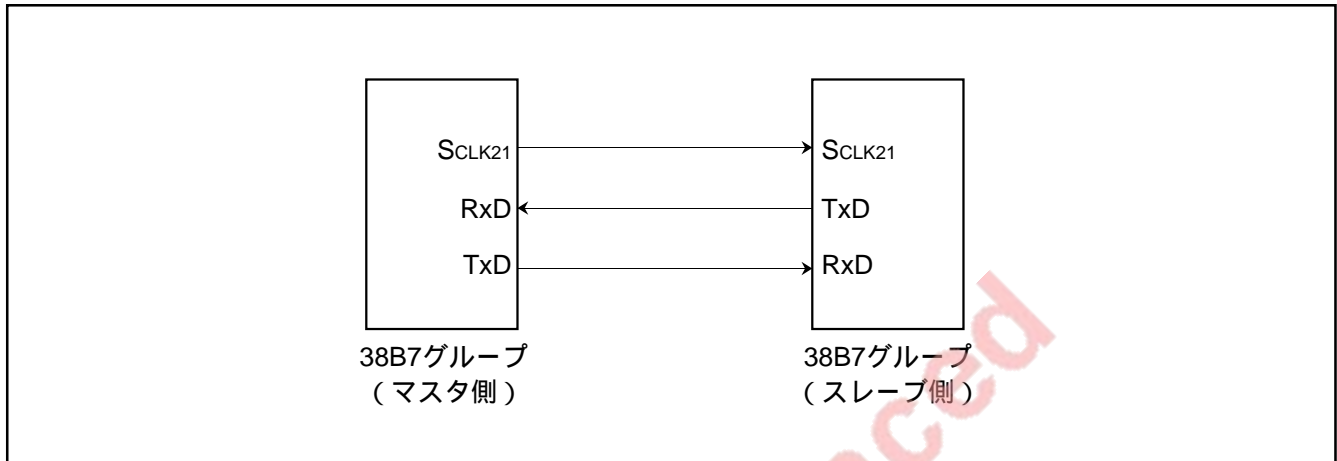 SCLK21 SCLK21
RxD TxD
TxD RxD
38B7グループ 38B7グループ
（マスタ側） （スレーブ側）